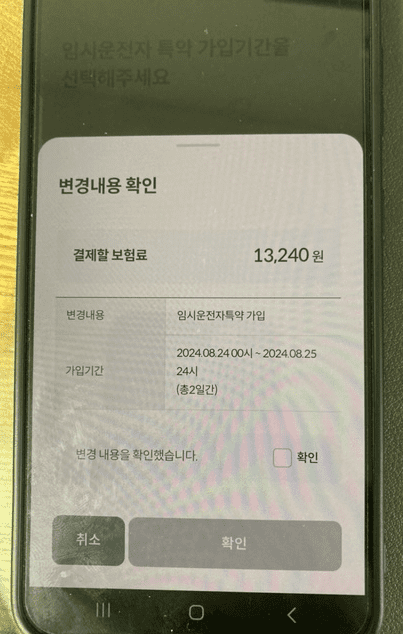 임시운전자 특약 가입기간을
선택해주세요
변경내용 확인
결제할 보험료 13,240 원
변경내용 임시운전자특약 가입
가입기간 2024.08.24 00시 ~ 2024.08.25
24시
(총2일간)
변경 내용을 확인했습니다. 확인
취소 확인